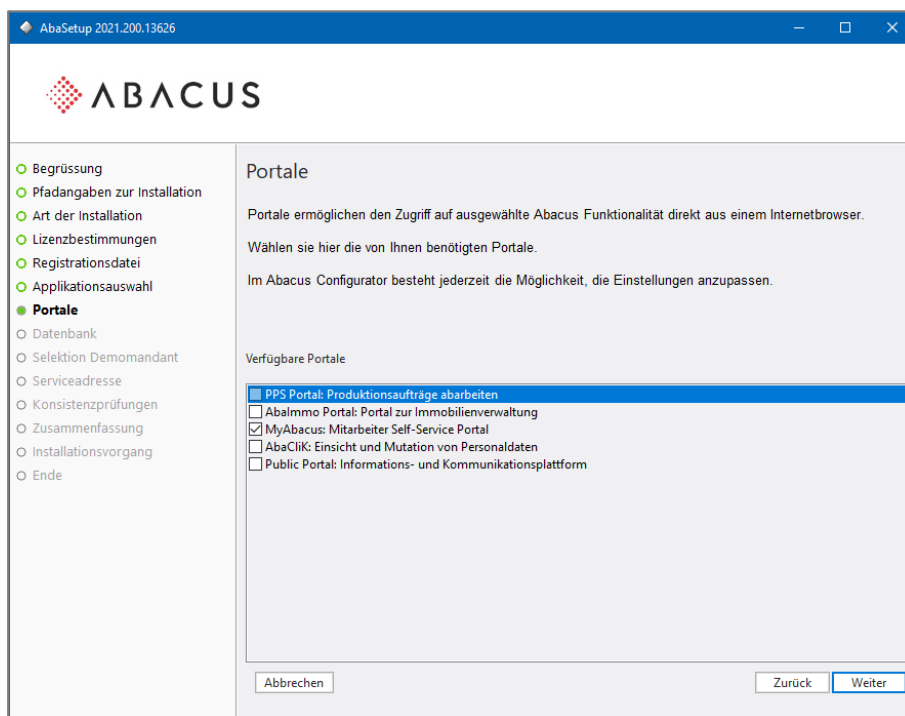 AbaSetup 2021.200.13626
ABACUS
Begrüssung
Pfadangaben zur Installation
Art der Installation
Lizenzbestimmungen
Registrationsdatei
Applikationsauswahl
Portale
Datenbank
Selektion Demomandant
Serviceadresse
Konsistenzprüfungen
Zusammenfassung
Installationsvorgang
Ende
Portale
Portale ermöglichen den Zugriff auf ausgewählte Abacus Funktionalität direkt aus einem Internetbrowser.
Wählen sie hier die von Ihnen benötigten Portale.
Im Abacus Configurator besteht jederzeit die Möglichkeit, die Einstellungen anzupassen.
Verfügbare Portale
PPS Portal: Produktionsaufträge abarbeiten
AbaImmo Portal: Portal zur Immobilienverwaltung
MyAbacus: Mitarbeiter Self-Service Portal
AbaCliK: Einsicht und Mutation von Personaldaten
Public Portal: Informations- und Kommunikationsplattform
Abbrechen
Zurück
Weiter